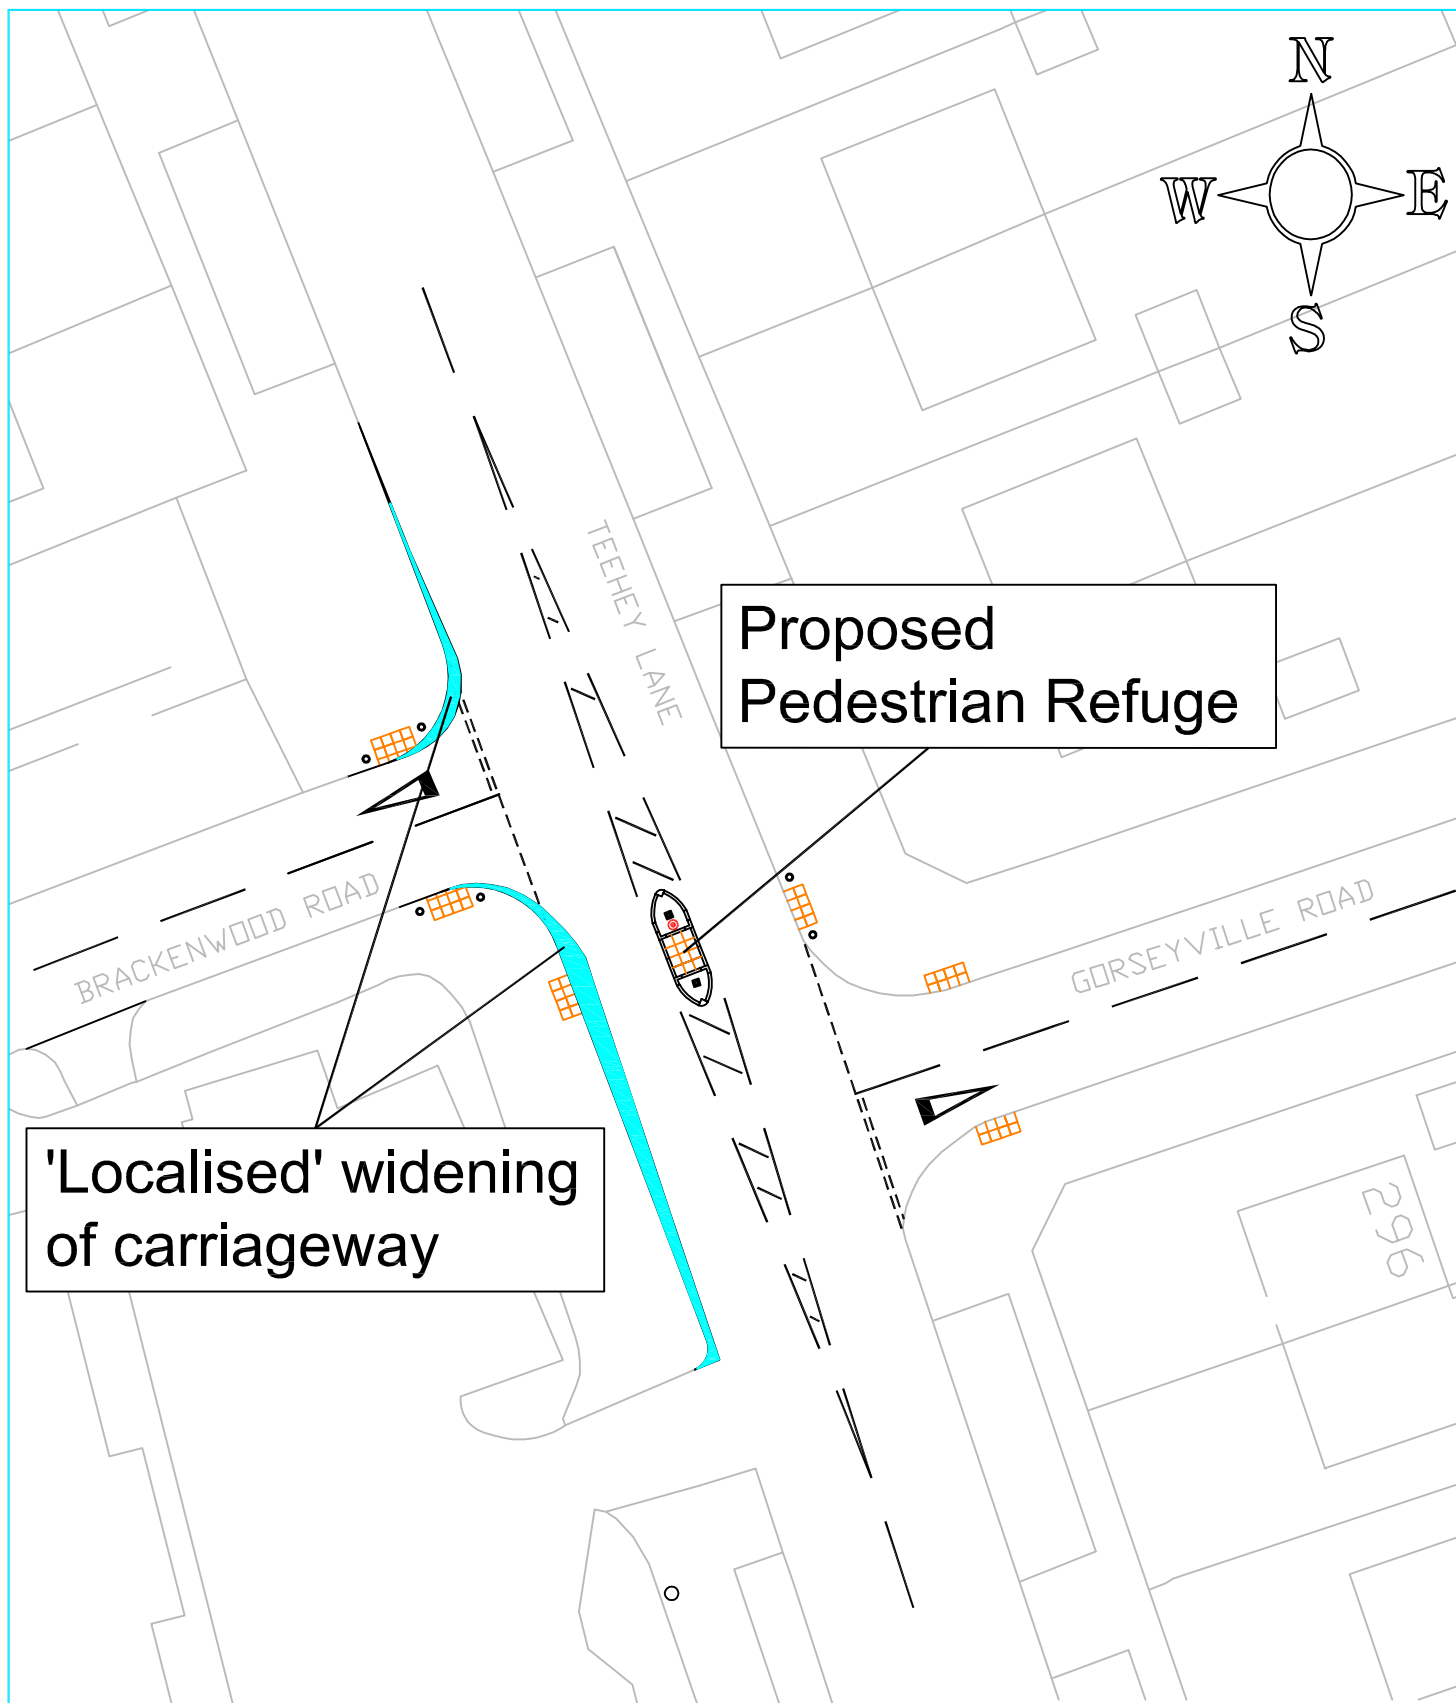 N
W
E
S
TEEHEY LANE
Proposed
Pedestrian Refuge
BRACKENWOOD ROAD
GORSEYVILLE ROAD
'Localised' widening
of carriageway
296